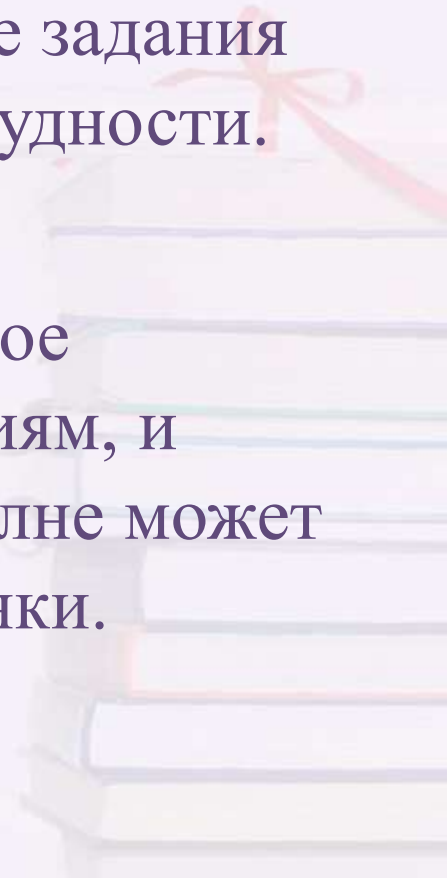 е задания
удности.
ое
иям, и
лне может
нки.